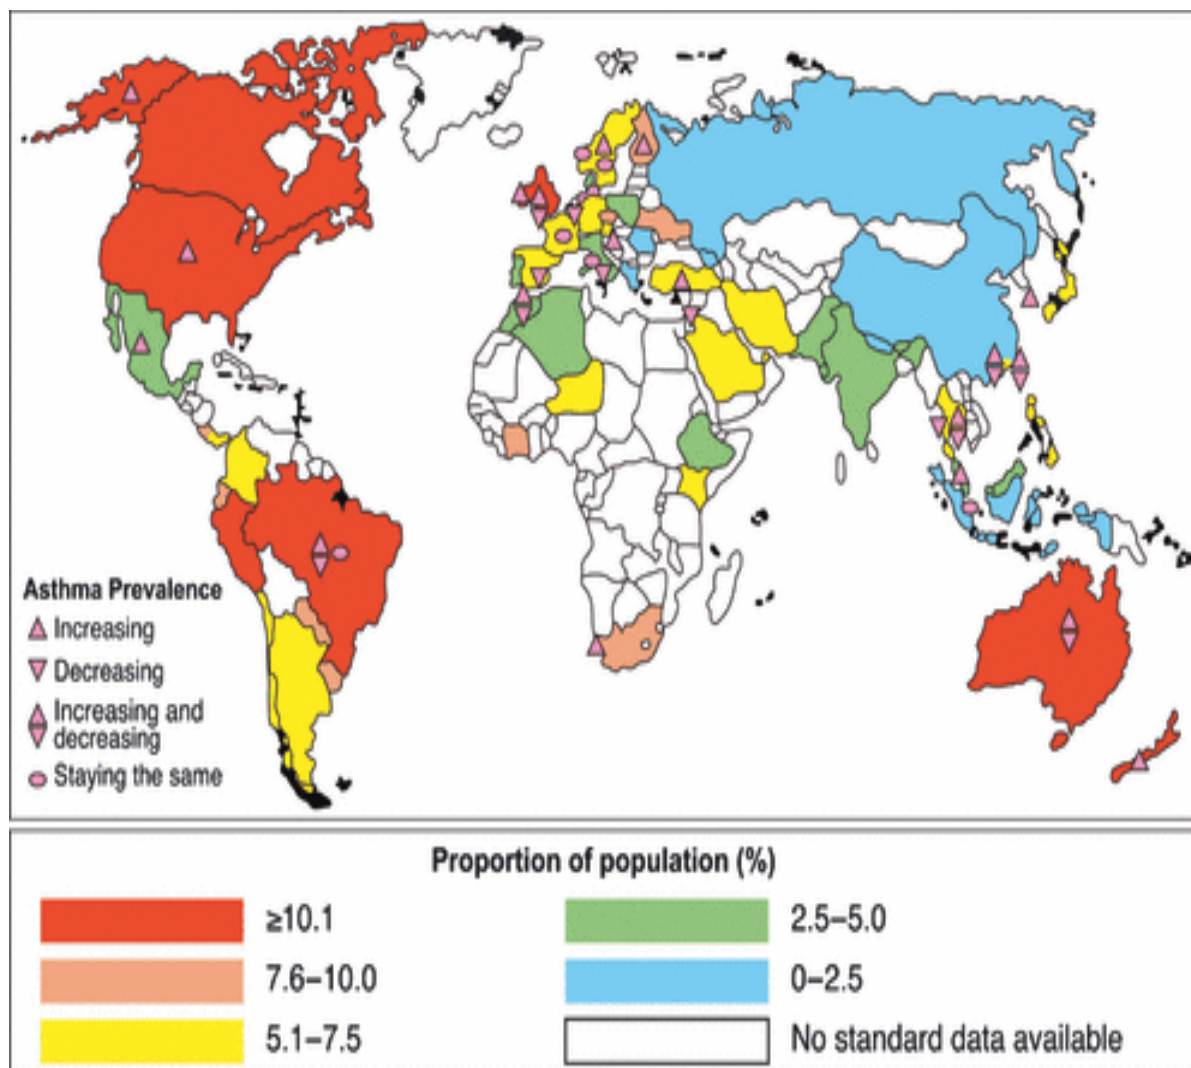 Asthma Prevalence
Increasing
Decreasing
Increasing and
decreasing
Staying the same
Proportion of population (%)
≥10.1
7.6–10.0
5.1–7.5
2.5–5.0
0–2.5
No standard data available